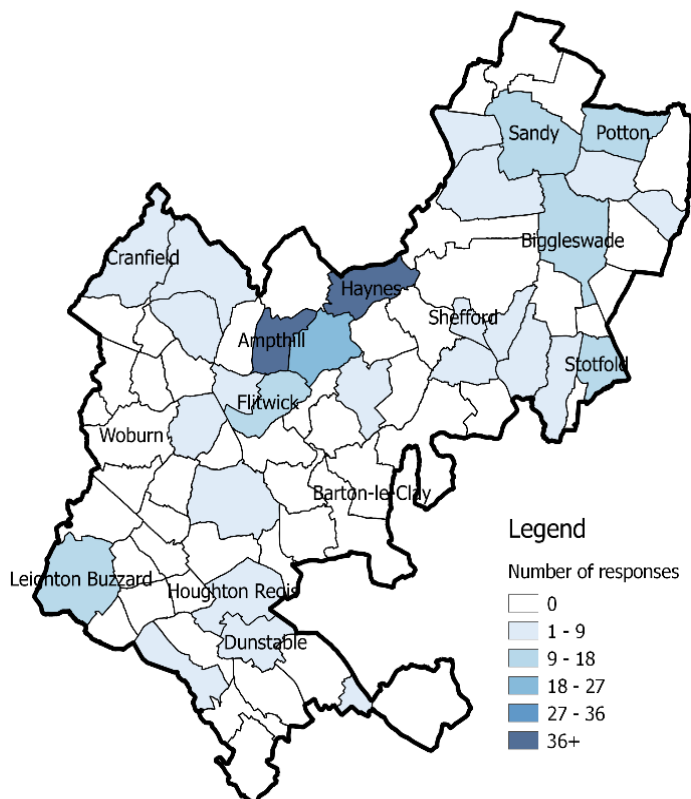 Sandy
Potton
Biggleswade
Cranfield
Haynes
Shefford
Ampthill
Stotfold
Flitwick
Woburn
Barton-le-Clay
Leighton Buzzard
Houghton Regis
Dunstable
Legend
Number of responses
0
1 - 9
9 - 18
18 - 27
27 - 36
36+